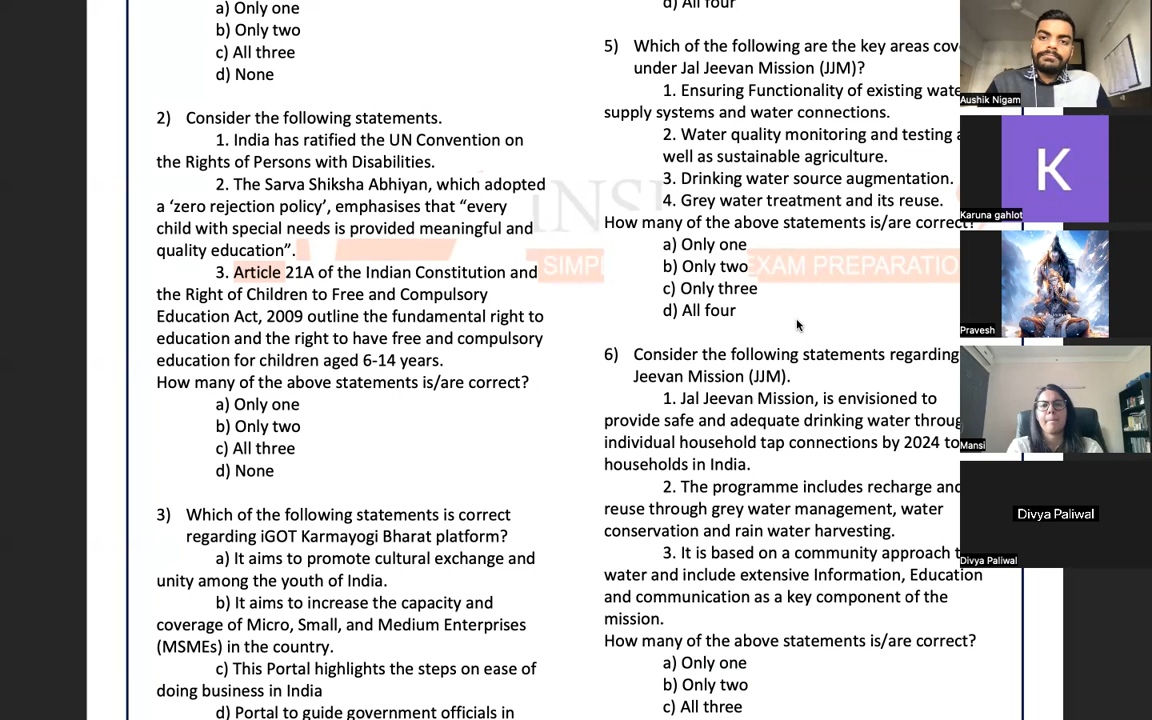 a) Only one
b) Only two
c) All three
d) None
2) Consider the following statements.
1. India has ratified the UN Convention on
the Rights of Persons with Disabilities.
2. The Sarva Shiksha Abhiyan, which adopted
a ‘zero rejection policy’, emphasises that “every
child with special needs is provided meaningful and
quality education”.
3. Article 21A of the Indian Constitution and
the Right of Children to Free and Compulsory
Education Act, 2009 outline the fundamental right to
education and the right to have free and compulsory
education for children aged 6-14 years.
How many of the above statements is/are correct?
a) Only one
b) Only two
c) All three
d) None
3) Which of the following statements is correct
regarding iGOT Karmayogi Bharat platform?
a) It aims to promote cultural exchange and
unity among the youth of India.
b) It aims to increase the capacity and
coverage of Micro, Small, and Medium Enterprises
(MSMEs) in the country.
c) This Portal highlights the steps on ease of
doing business in India
d) Portal to guide government officials in
d) All four
5) Which of the following are the key areas cov
under Jal Jeevan Mission (JJM)?
1. Ensuring Functionality of existing wate
supply systems and water connections.
2. Water quality monitoring and testing a
well as sustainable agriculture.
3. Drinking water source augmentation.
4. Grey water treatment and its reuse.
How many of the above statements is/are correct?
a) Only one
b) Only two
c) Only three
d) All four
6) Consider the following statements regarding
Jeevan Mission (JJM).
1. Jal Jeevan Mission, is envisioned to
provide safe and adequate drinking water throug
individual household tap connections by 2024 to
households in India.
2. The programme includes recharge and
reuse through grey water management, water
conservation and rain water harvesting.
3. It is based on a community approach t
water and include extensive Information, Education
and communication as a key component of the
mission.
How many of the above statements is/are correct?
a) Only one
b) Only two
c) All three
INSI
SIMPL EXAM PREPARATIO
Aushik Nigam
K
Karuna gahlot
Pravesh
Mansi
Divya Paliwal
Divya Paliwal